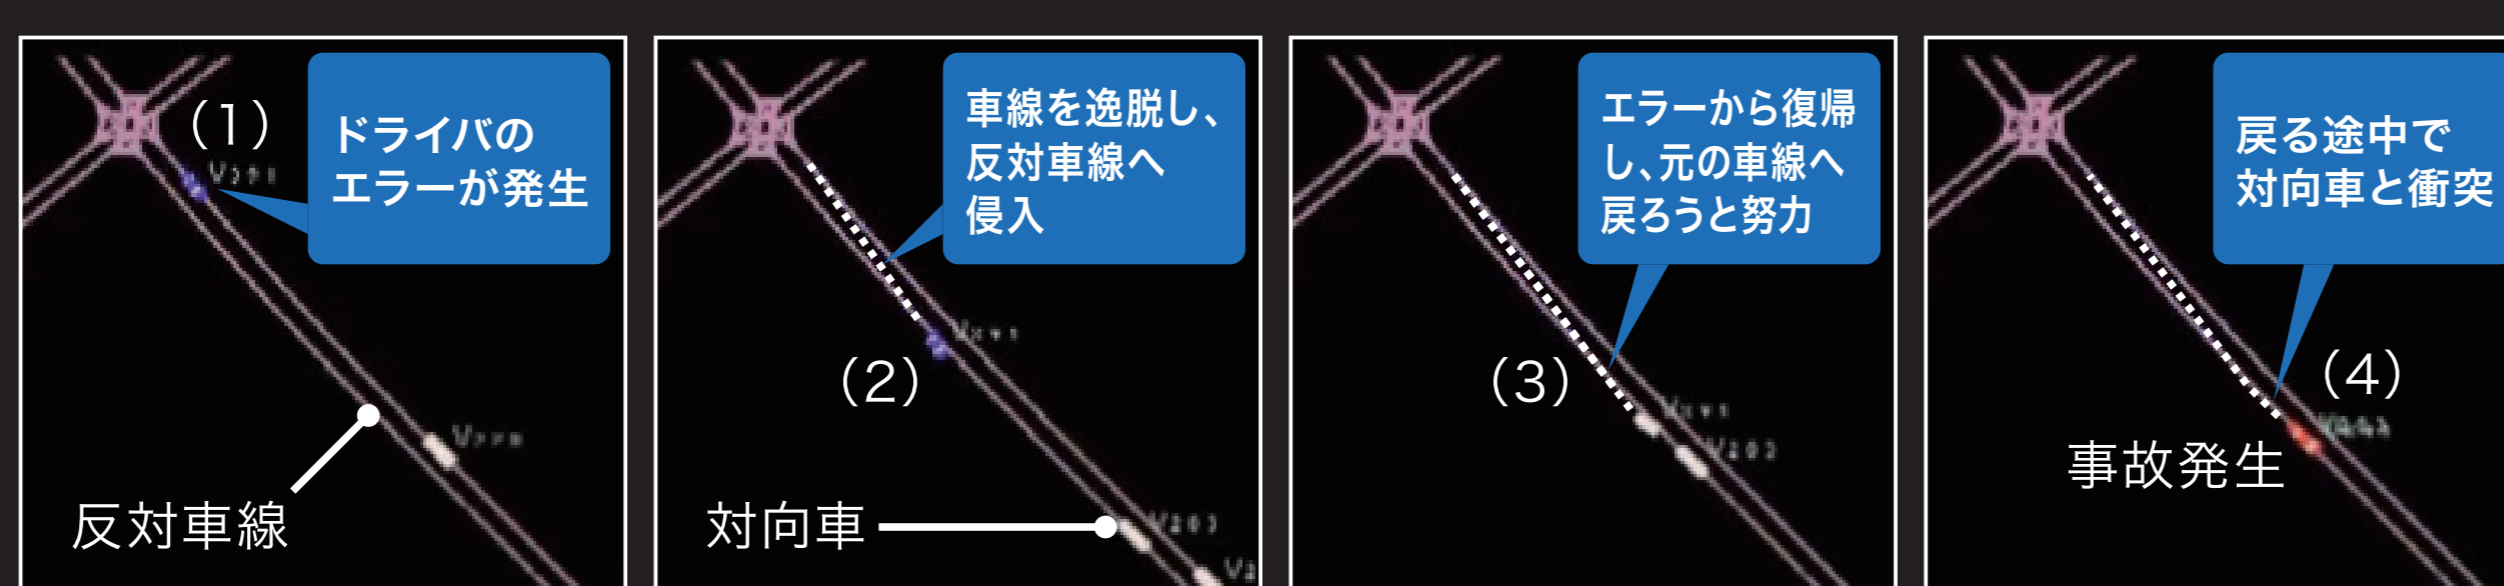 (1)
ドライバの
エラーが発生
反対車線
車線を逸脱し、
反対車線へ
侵入
(2)
対向車
エラーから復帰
し、元の車線へ
戻ろうと努力
(3)
戻る途中で
対向車と衝突
(4)
事故発生